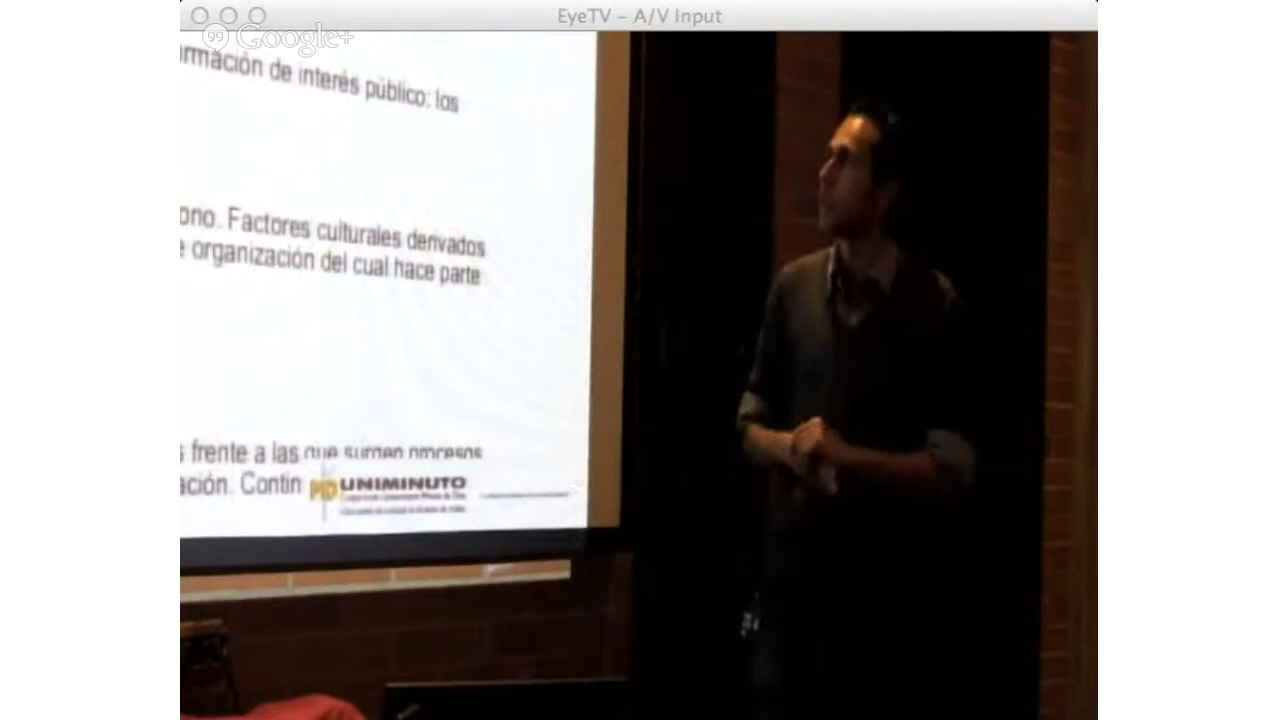 EyeTV – A/V Input
Google+
rmación de interés público: los
ono. Factores culturales derivados
e organización del cual hace parte
s frente a las que surgen procesos
ación. Contin
UNIMINUTO